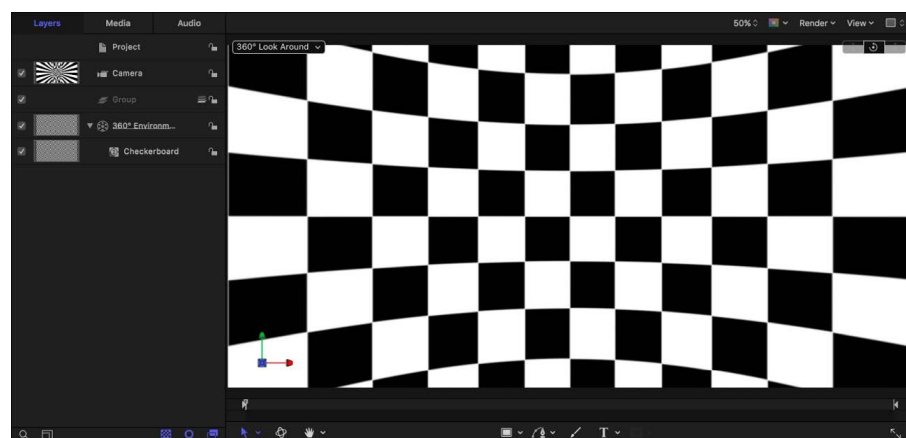 Layers Media Audio
50% Render View
Project
360° Look Around
Camera
Group
360° Environm...
Checkerboard
T